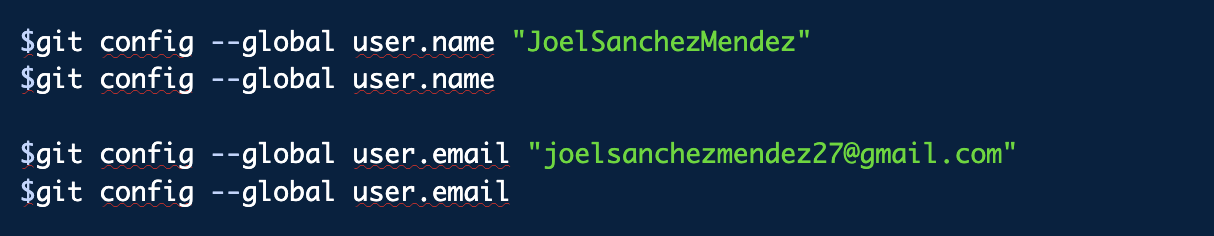 $git config --global user.name "JoelSanchezMendez"
$git config --global user.name
$git config --global user.email "joelsanchezmendez27@gmail.com"
$git config --global user.email